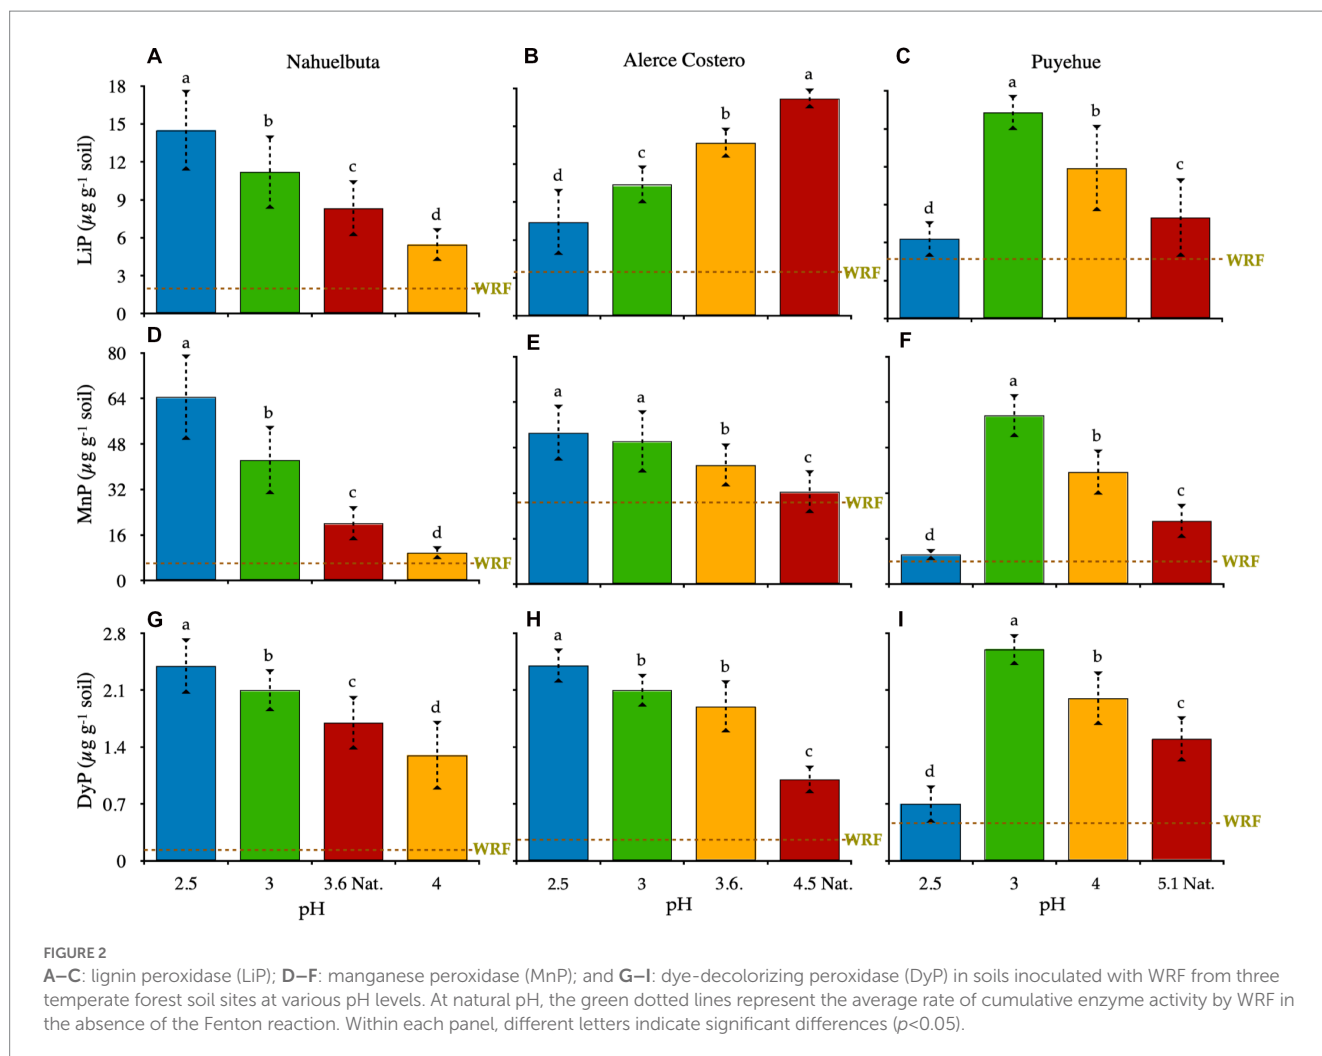 A
Nahuelbuta
B
Alerce Costero
C
Puyehue
LiP (µg g⁻¹ soil)
18
15
12
9
6
3
0
a
b
c
d
WRF
d
c
b
a
WRF
d
a
b
c
WRF
D
E
F
MnP (µg g⁻¹ soil)
80
64
48
32
16
0
a
b
c
d
WRF
a
a
b
c
WRF
d
a
b
c
WRF
G
H
I
DyP (µg g⁻¹ soil)
2.8
2.1
1.4
0.7
0
a
b
c
d
WRF
a
b
b
c
WRF
d
a
b
c
WRF
2.5 3 3.6 Nat. 4
pH
2.5 3 3.6. 4.5 Nat.
pH
2.5 3 4 5.1 Nat.
pH
FIGURE 2
A–C: lignin peroxidase (LiP); D–F: manganese peroxidase (MnP); and G–I: dye-decolorizing peroxidase (DyP) in soils inoculated with WRF from three
temperate forest soil sites at various pH levels. At natural pH, the green dotted lines represent the average rate of cumulative enzyme activity by WRF in
the absence of the Fenton reaction. Within each panel, different letters indicate significant differences (p<0.05).